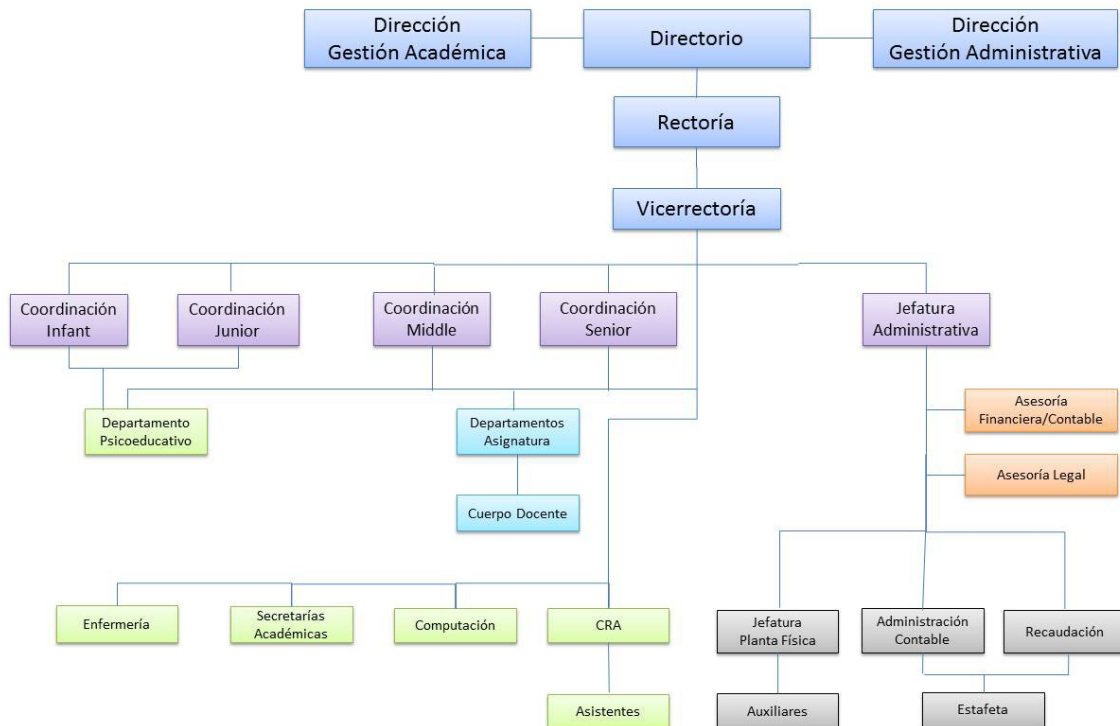 Dirección
Gestión Académica
Directorio
Dirección
Gestión Administrativa
Rectoría
Vicerrectoría
Coordinación
Infant
Coordinación
Junior
Coordinación
Middle
Coordinación
Senior
Jefatura
Administrativa
Departamento
Psicoeducativo
Departamentos
Asignatura
Asesoría
Financiera/Contable
Asesoría Legal
Cuerpo Docente
Enfermería
Secretarías
Académicas
Computación
CRA
Jefatura
Planta Física
Administración
Contable
Recaudación
Asistentes
Auxiliares
Estafeta